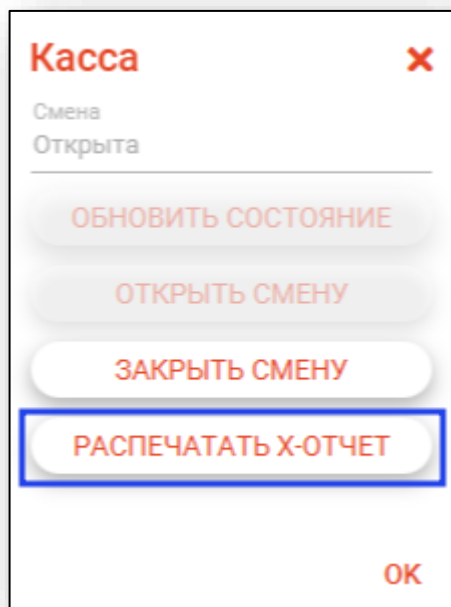 Касса
Смена
Открыта
ОБНОВИТЬ СОСТОЯНИЕ
ОТКРЫТЬ СМЕНУ
ЗАКРЫТЬ СМЕНУ
РАСПЕЧАТАТЬ Х-ОТЧЕТ
ОК